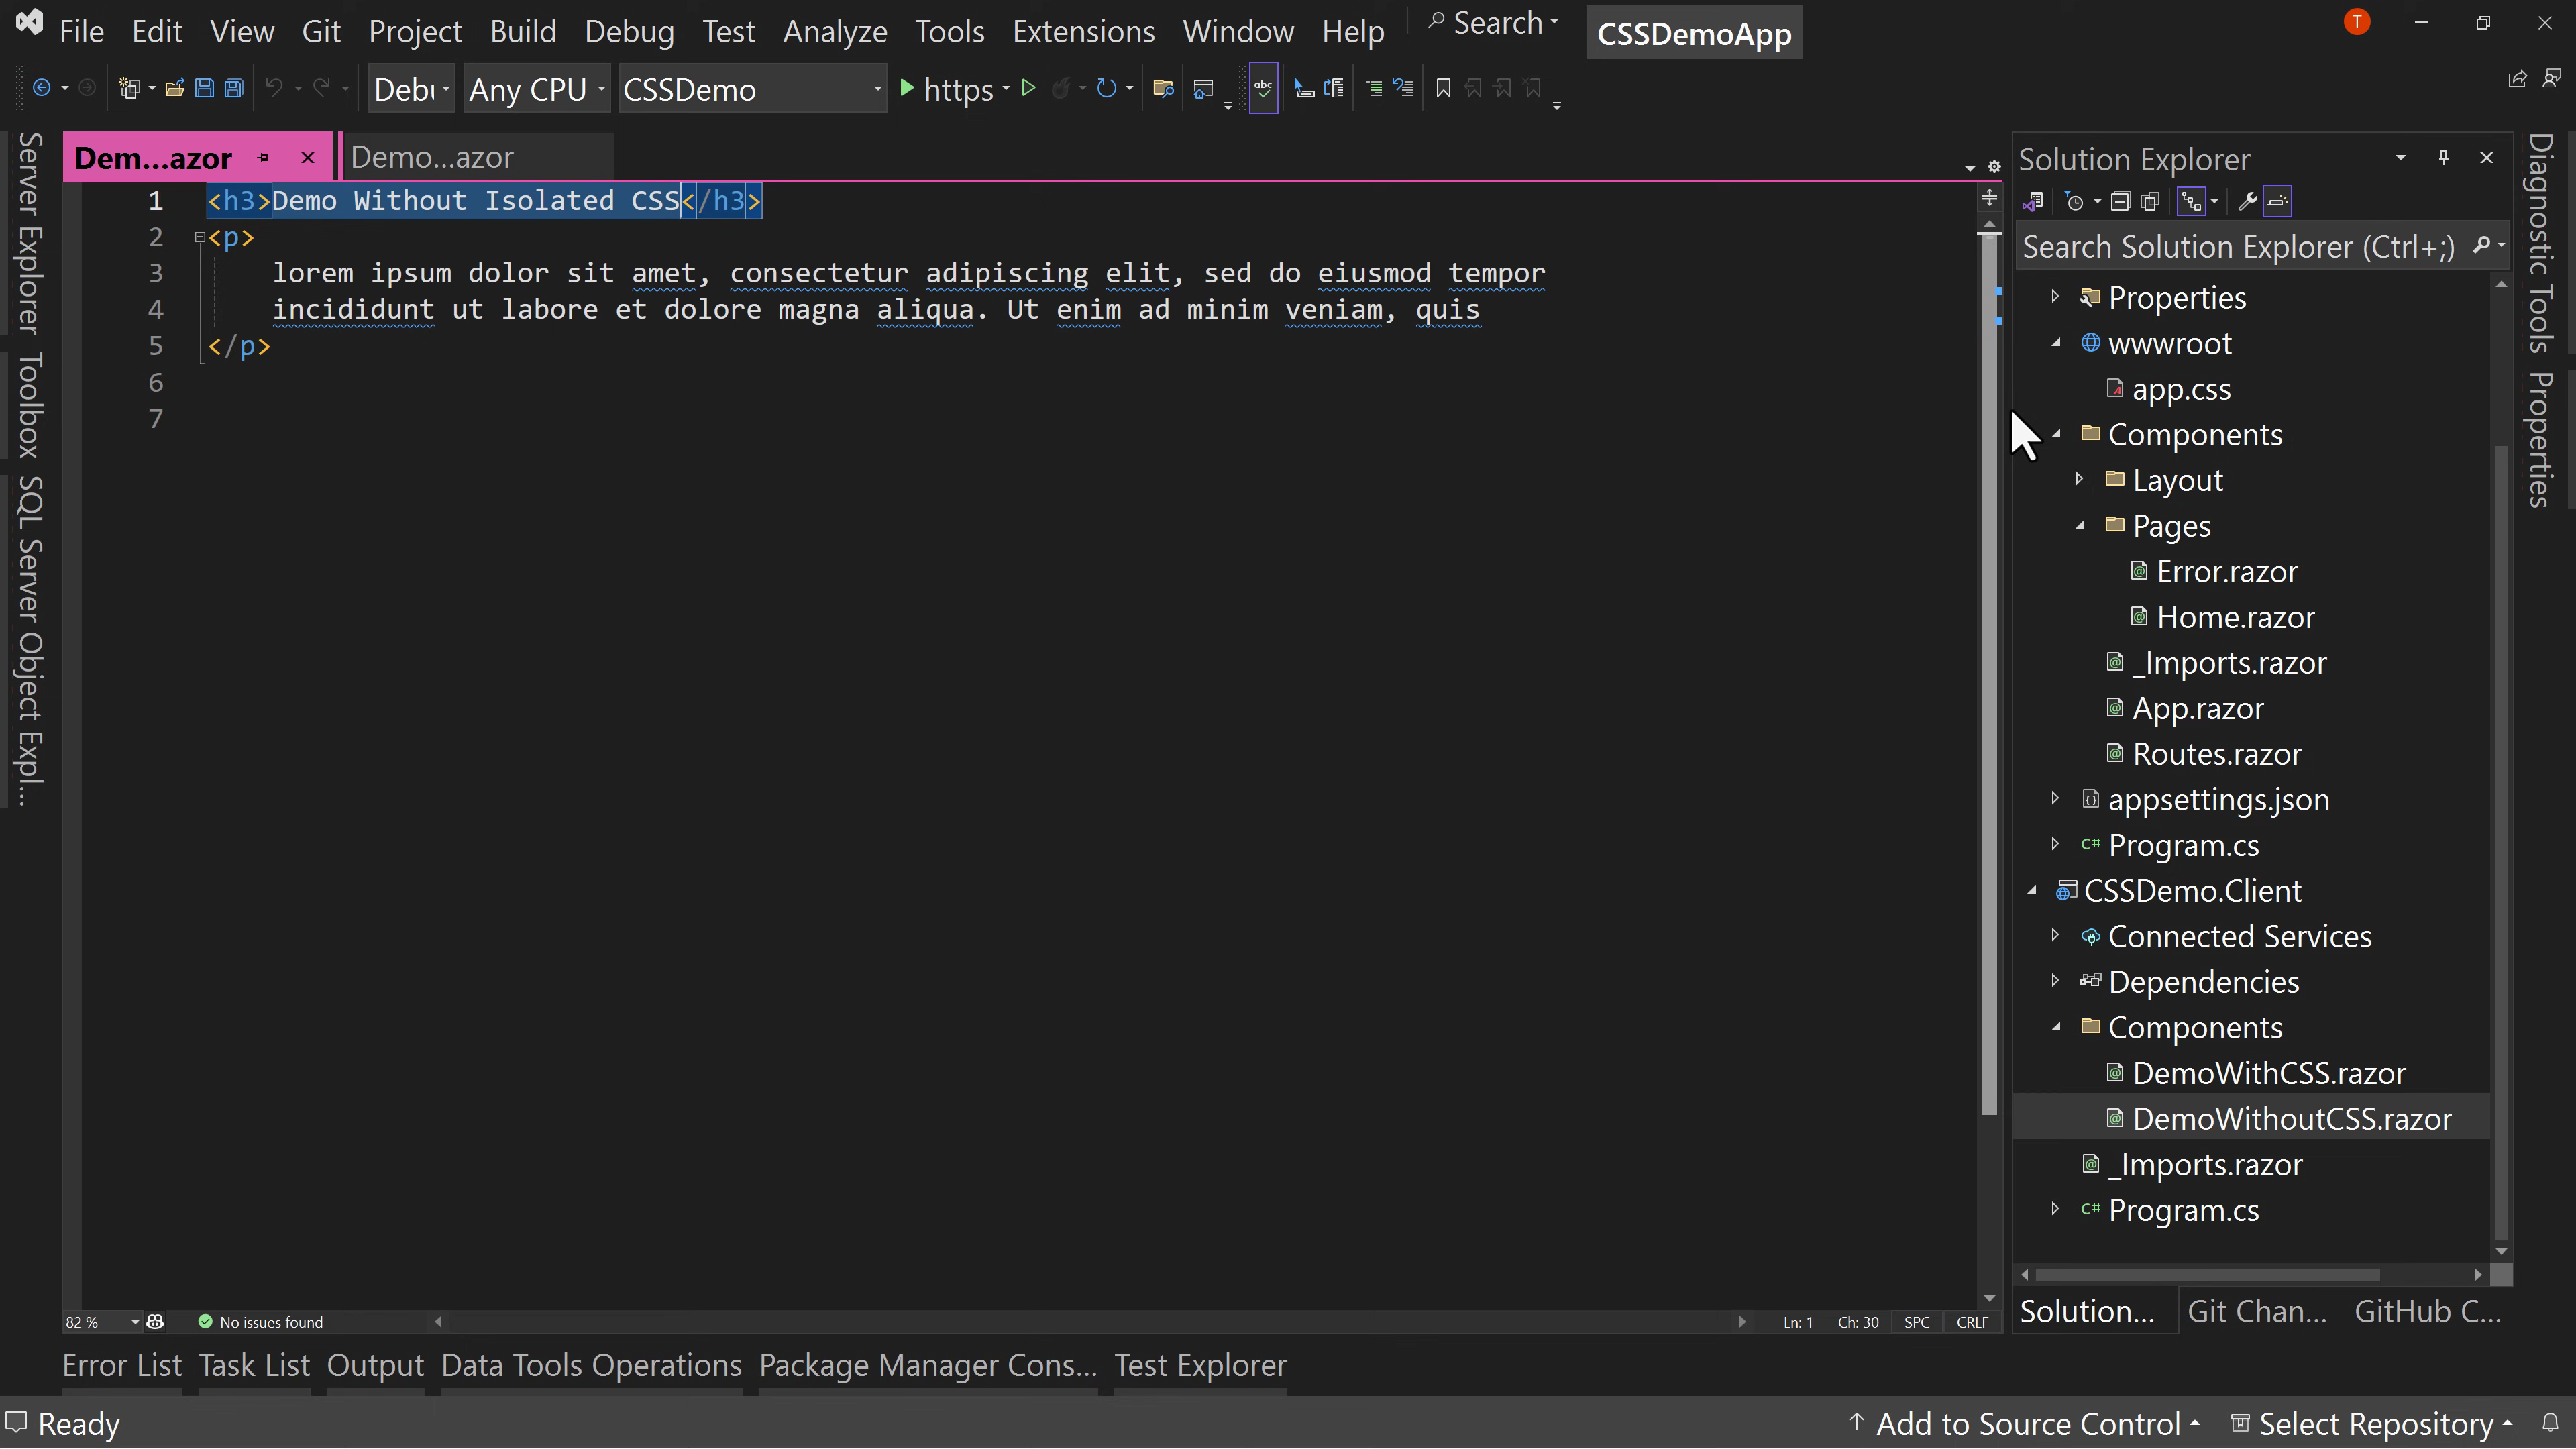 File Edit View Git Project Build Debug Test Analyze Tools Extensions Window Help Search CSSDemoApp T
Debu Any CPU CSSDemo https abc
Server Explorer
Toolbox
SQL Server Object Expl...
Dem...azor Demo...azor
1 <h3>Demo Without Isolated CSS</h3>
2 <p>
3 lorem ipsum dolor sit amet, consectetur adipiscing elit, sed do eiusmod tempor
4 incididunt ut labore et dolore magna aliqua. Ut enim ad minim veniam, quis
5 </p>
6
7
82 % No issues found Ln: 1 Ch: 30 SPC CRLF
Solution Explorer
Search Solution Explorer (Ctrl+;)
Properties
wwwroot
app.css
Components
Layout
Pages
Error.razor
Home.razor
_Imports.razor
App.razor
Routes.razor
appsettings.json
C# Program.cs
CSSDemo.Client
Connected Services
Dependencies
Components
DemoWithCSS.razor
DemoWithoutCSS.razor
_Imports.razor
C# Program.cs
Solution... Git Chan... GitHub C...
Diagnostic Tools
Properties
Error List Task List Output Data Tools Operations Package Manager Cons... Test Explorer
Ready Add to Source Control Select Repository